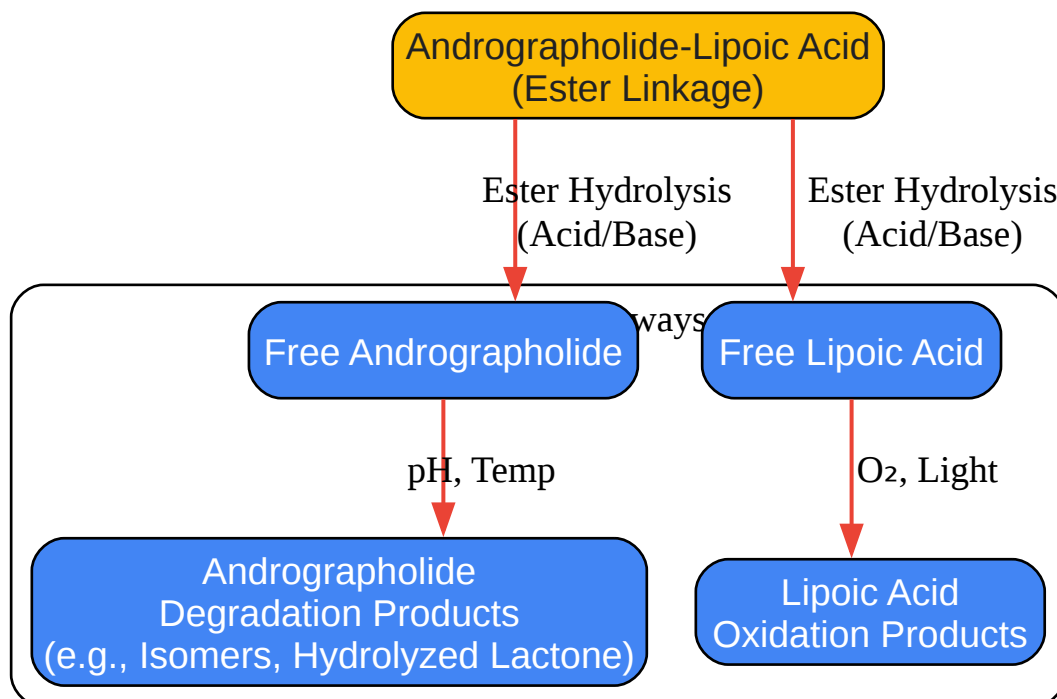 Andrographolide-Lipoic Acid
(Ester Linkage)
Ester Hydrolysis
(Acid/Base)
Ester Hydrolysis
(Acid/Base)
Free Andrographolide
Free Lipoic Acid
pH, Temp
O₂, Light
Andrographolide
Degradation Products
(e.g., Isomers, Hydrolyzed Lactone)
Lipoic Acid
Oxidation Products